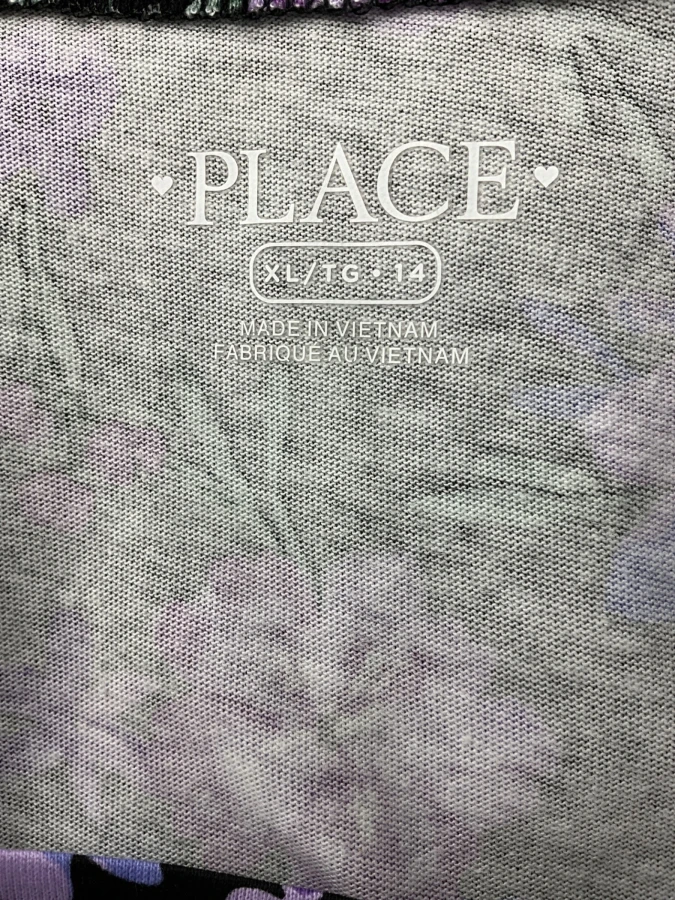 ♥PLACE♥
XL/TG • 14
MADE IN VIETNAM
FABRIQUÉ AU VIETNAM